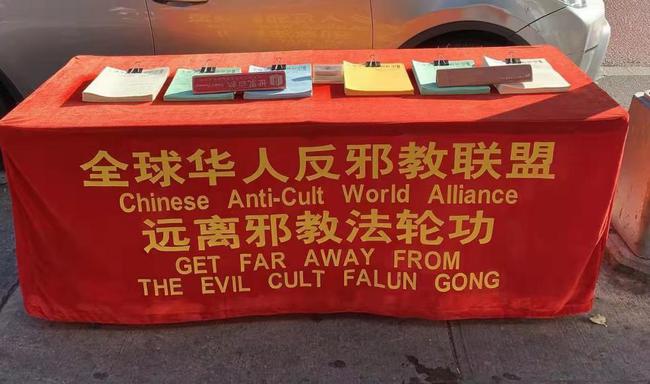 全球华人反邪教联盟
Chinese Anti-Cult World Alliance
远离邪教法轮功
GET FAR AWAY FROM
THE EVIL CULT FALUN GONG